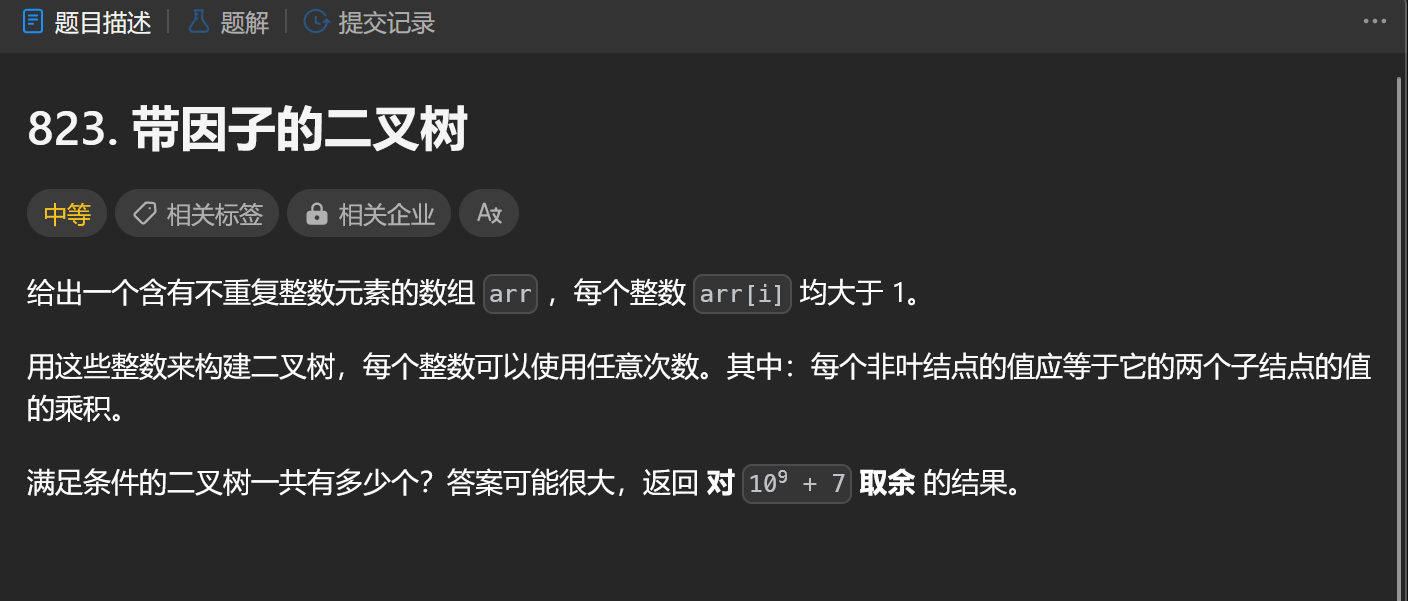 题目描述 题解 提交记录
823. 带因子的二叉树
中等 相关标签 相关企业 A文
给出一个含有不重复整数元素的数组 arr ，每个整数 arr[i] 均大于 1。
用这些整数来构建二叉树，每个整数可以使用任意次数。其中：每个非叶结点的值应等于它的两个子结点的值
的乘积。
满足条件的二叉树一共有多少个？答案可能很大，返回 对 10⁹ + 7 取余 的结果。